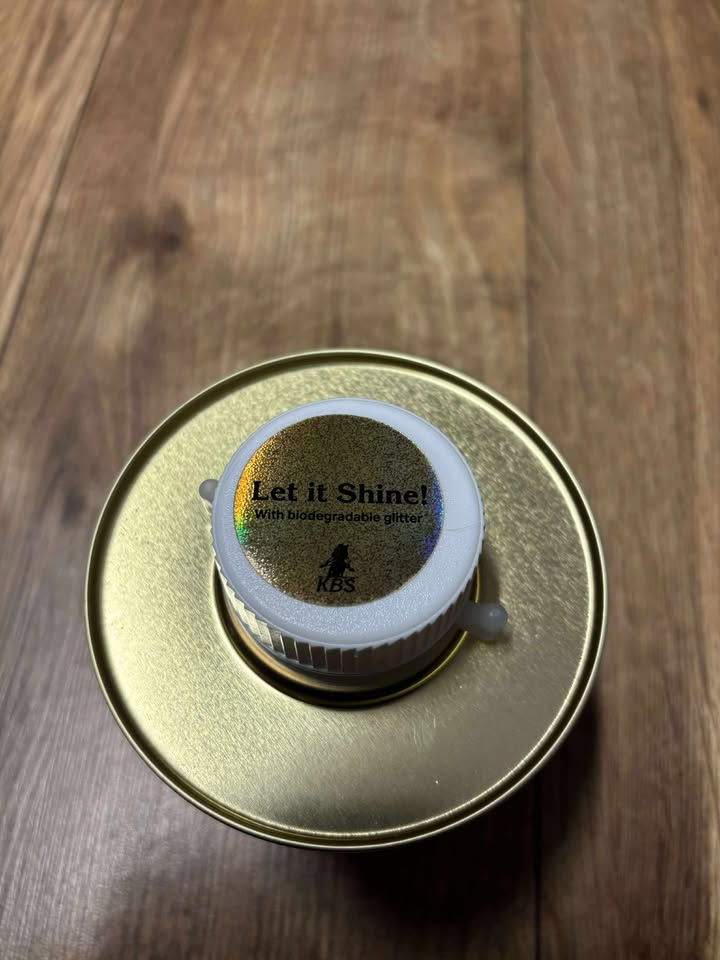 Let it Shine!
With biodegradable glitter
KBS